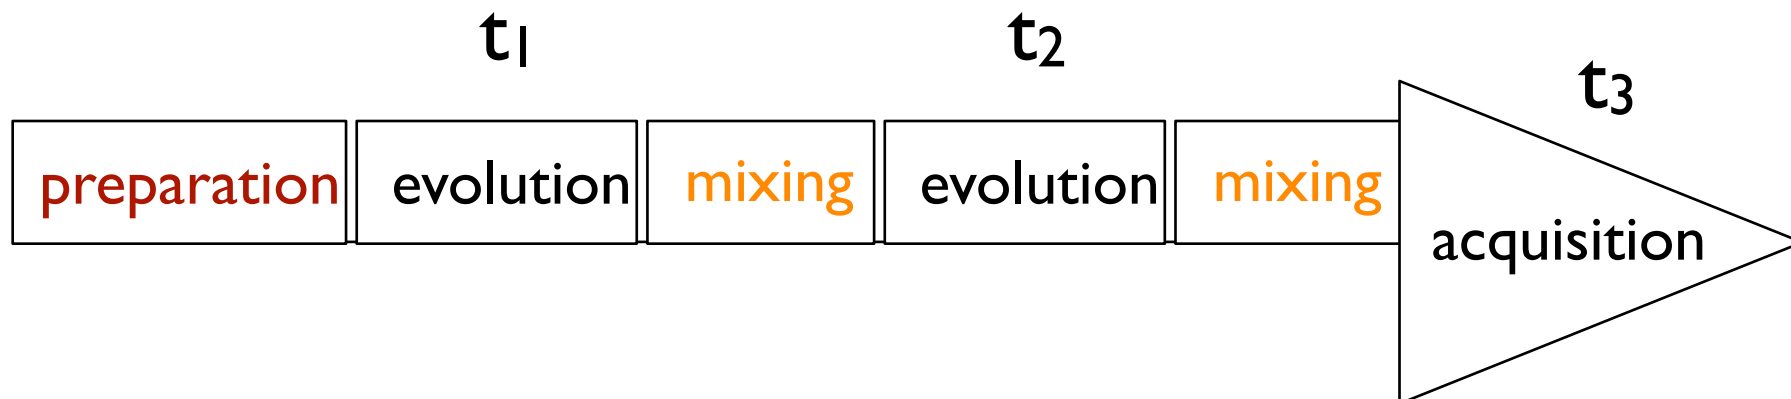 t1
t2
t3
preparation
evolution
mixing
evolution
mixing
acquisition